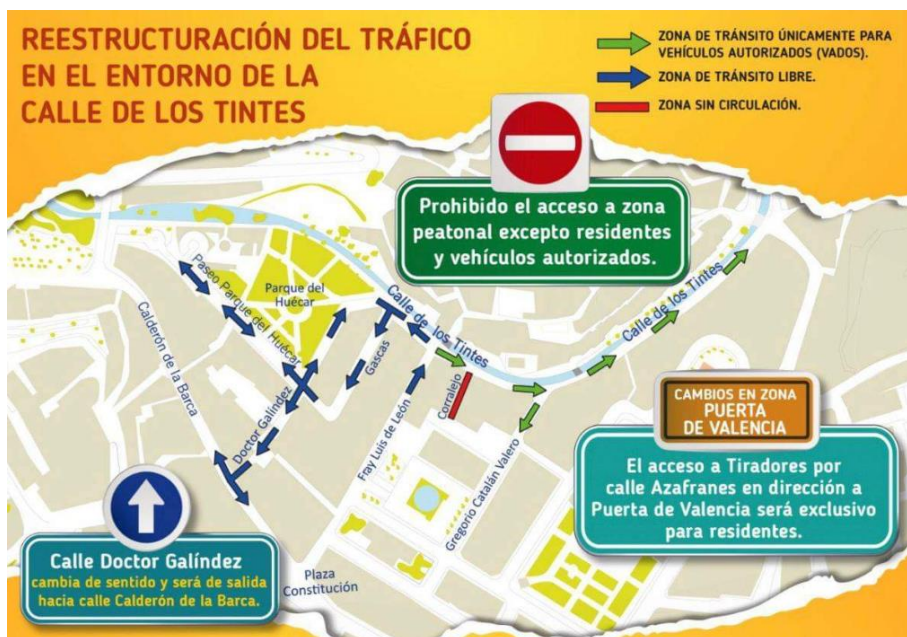 REESTRUCTURACIÓN DEL TRÁFICO
EN EL ENTORNO DE LA
CALLE DE LOS TINTES
ZONA DE TRÁNSITO ÚNICAMENTE PARA
VEHÍCULOS AUTORIZADOS (VADOS).
ZONA DE TRÁNSITO LIBRE.
ZONA SIN CIRCULACIÓN.
Prohibido el acceso a zona
peatonal excepto residentes
y vehículos autorizados.
Paseo Parque del Huécar
Parque del
Huécar
Calle de los Tintes
Calle de los Tintes
Calderón de la Barca
Gascas
Doctor Galíndez
Fray Luis de León
Corralejo
Gregorio Catalán Valero
CAMBIOS EN ZONA
PUERTA
DE VALENCIA
El acceso a Tiradores por
calle Azafranes en dirección a
Puerta de Valencia será exclusivo
para residentes.
Calle Doctor Galíndez
cambia de sentido y será de salida
hacia calle Calderón de la Barca.
Plaza
Constitución